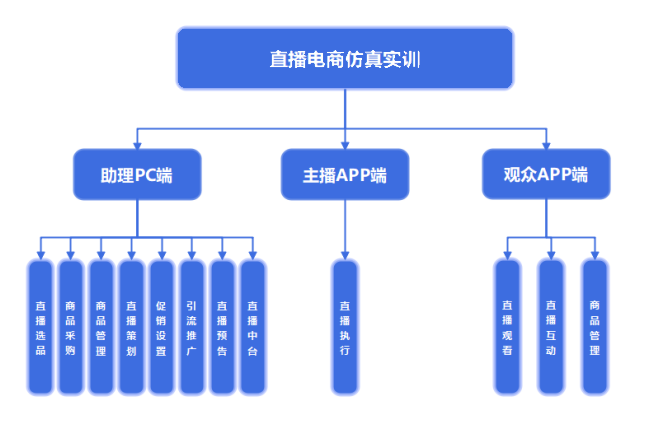 直播电商仿真实训
助理PC端
主播APP端
观众APP端
直播选品
商品采购
商品管理
直播策划
促销设置
引流推广
直播预告
直播中台
直播执行
直播观看
直播互动
商品管理